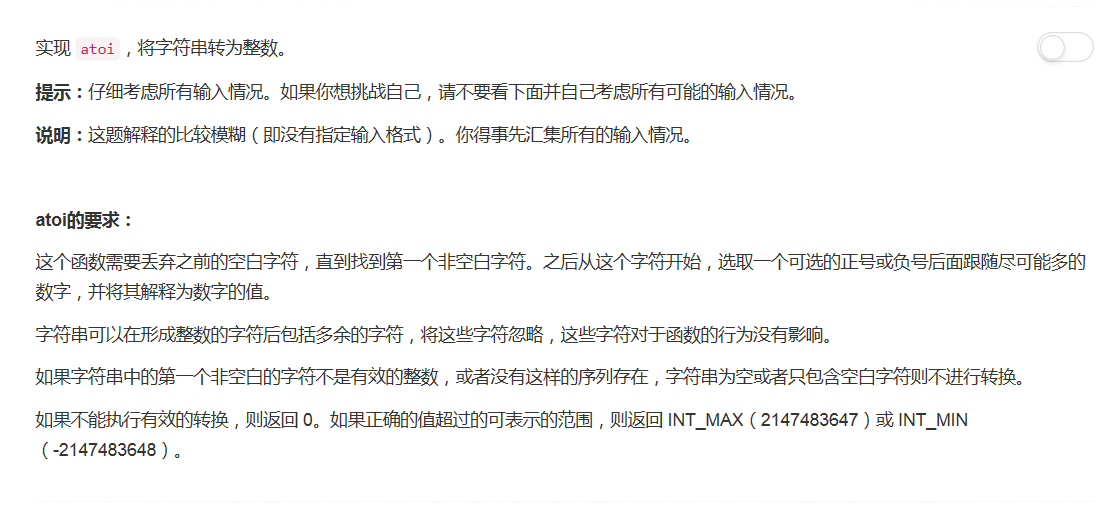 实现 atoi，将字符串转为整数。
提示：仔细考虑所有输入情况。如果你想挑战自己，请不要看下面并自己考虑所有可能的输入情况。
说明：这题解释的比较模糊（即没有指定输入格式）。你得事先汇集所有的输入情况。
atoi的要求：
这个函数需要丢弃之前的空白字符，直到找到第一个非空白字符。之后从这个字符开始，选取一个可选的正号或负号后面跟随尽可能多的
数字，并将其解释为数字的值。
字符串可以在形成整数的字符后包括多余的字符，将这些字符忽略，这些字符对于函数的行为没有影响。
如果字符串中的第一个非空白的字符不是有效的整数，或者没有这样的序列存在，字符串为空或者只包含空白字符则不进行转换。
如果不能执行有效的转换，则返回 0。如果正确的值超过的可表示的范围，则返回 INT_MAX（2147483647）或 INT_MIN
（-2147483648）。